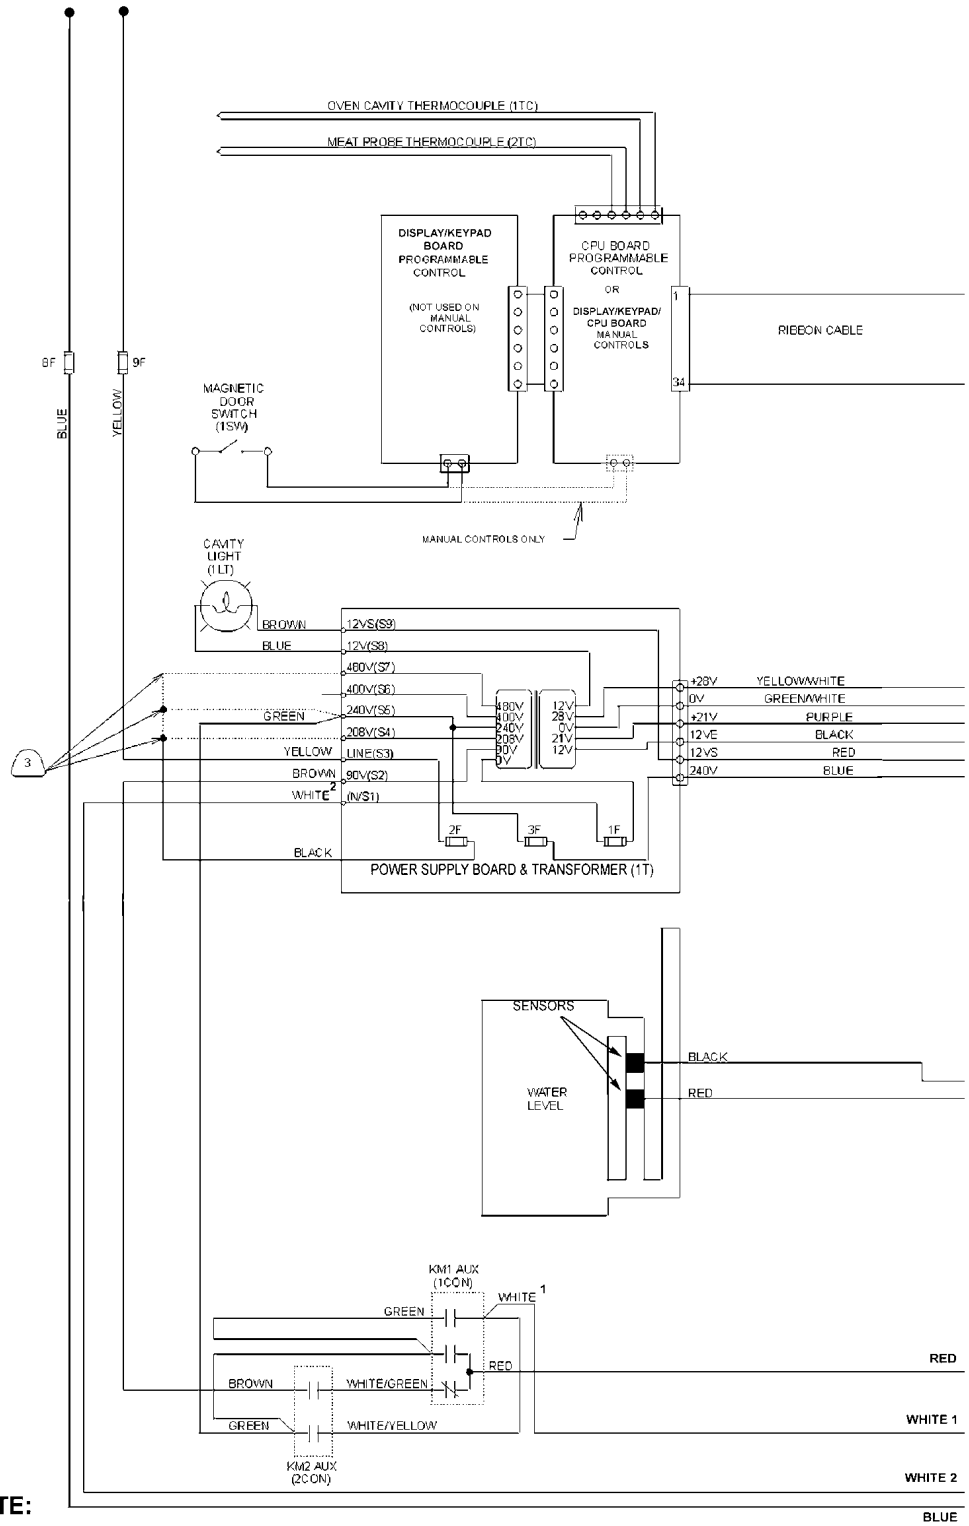 OVEN CAVITY THERMOCOUPLE (1TC)
MEAT PROBE THERMOCOUPLE (2TC)
DISPLAY/KEYPAD
BOARD
PROGRAMMABLE
CONTROL
(NOT USED ON
MANUAL
CONTROLS)
CPU BOARD
PROGRAMMABLE
CONTROL
OR
DISPLAY/KEYPAD/
CPU BOARD
MANUAL
CONTROLS
1
34
RIBBON CABLE
8F
9F
BLUE
YELLOW
MAGNETIC
DOOR
SWITCH
(1SW)
MANUAL CONTROLS ONLY
CAVITY
LIGHT
(1LT)
BROWN
12VS(S9)
BLUE
12V(S8)
480V(S7)
400V(S6)
GREEN
240V(S5)
208V(S4)
YELLOW
LINE(S3)
BROWN
90V(S2)
WHITE 2
(N/S1)
BLACK
3
480V
400V
240V
208V
90V
0V
12V
28V
0V
21V
12V
+28V
YELLOW/WHITE
0V
GREEN/WHITE
+21V
PURPLE
12VE
BLACK
12VS
RED
240V
BLUE
2F
3F
1F
POWER SUPPLY BOARD & TRANSFORMER (1T)
SENSORS
WATER
LEVEL
BLACK
RED
KM1 AUX
(1CON)
WHITE 1
GREEN
RED
RED
BROWN
WHITE/GREEN
GREEN
WHITE/YELLOW
WHITE 1
KM2 AUX
(2CON)
WHITE 2
TE:
BLUE